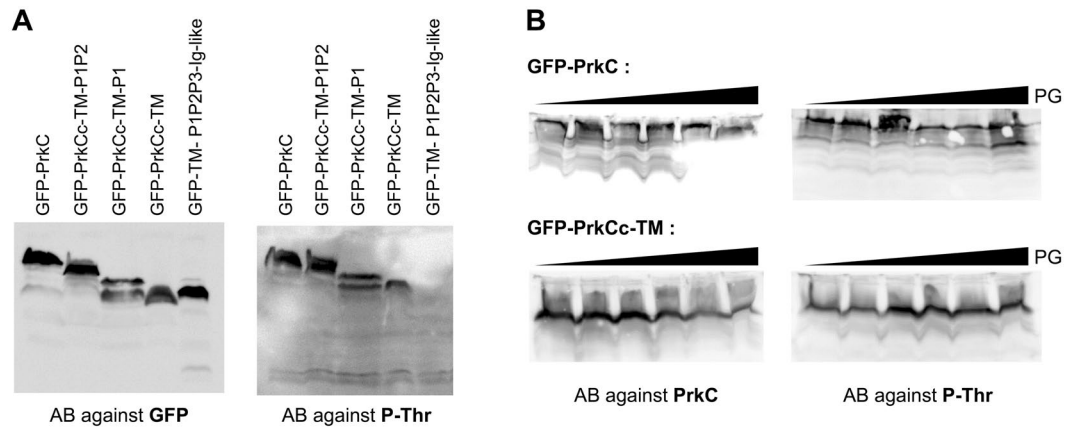 A
GFP-PrkC
GFP-PrkCc-TM-P1P2
GFP-PrkCc-TM-P1
GFP-PrkCc-TM
GFP-TM- P1P2P3-Ig-like
GFP-PrkC
GFP-PrkCc-TM-P1P2
GFP-PrkCc-TM-P1
GFP-PrkCc-TM
GFP-TM- P1P2P3-Ig-like
AB against GFP
AB against P-Thr
B
GFP-PrkC :
PG
GFP-PrkCc-TM :
PG
AB against PrkC
AB against P-Thr